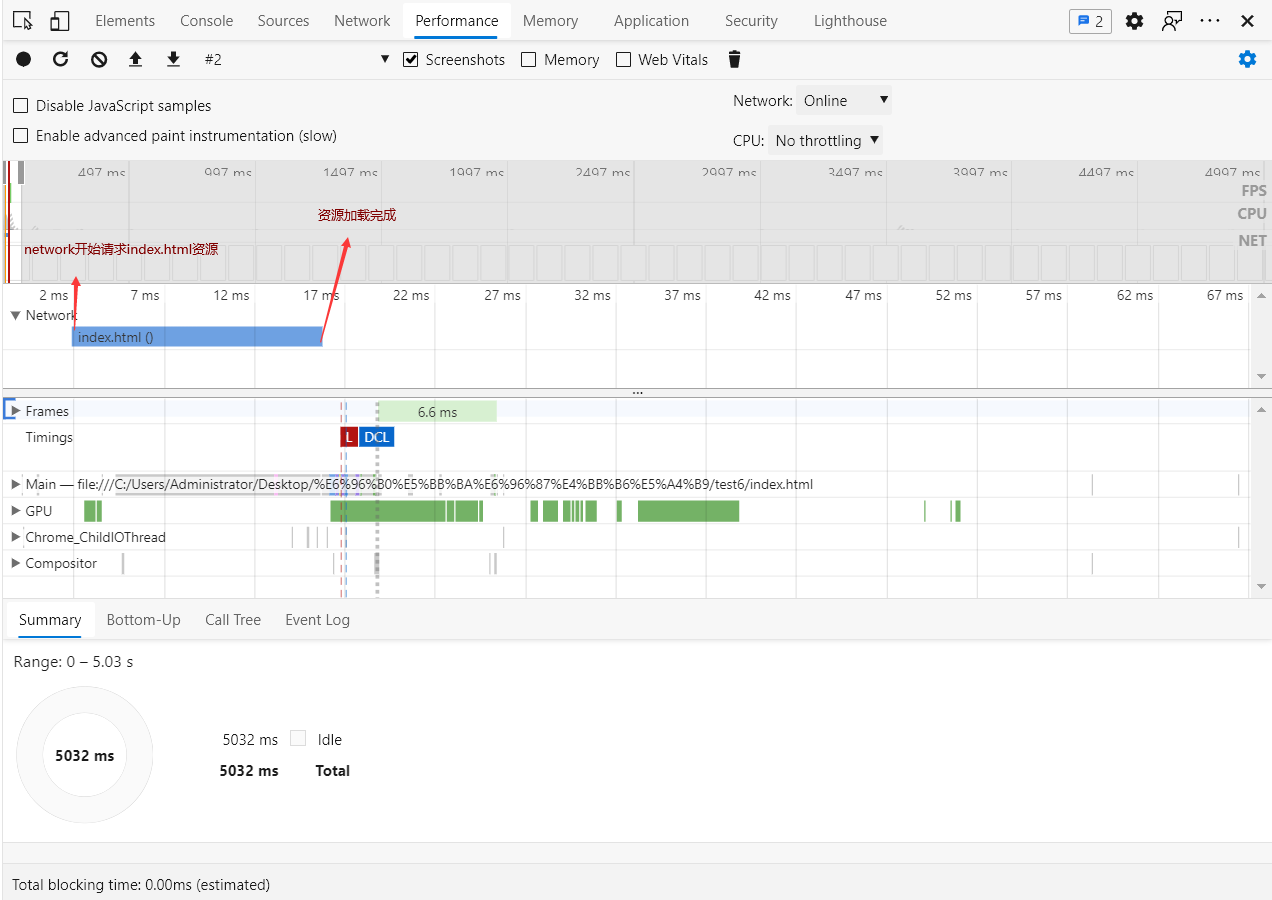 Elements Console Sources Network Performance Memory Application Security Lighthouse 2
#2 Screenshots Memory Web Vitals
Disable JavaScript samples Network: Online
Enable advanced paint instrumentation (slow)
CPU: No throttling
497 ms 997 ms 1497 ms 1997 ms 2497 ms 2997 ms 3497 ms 3997 ms 4497 ms 4997 ms
FPS
资源加载完成 CPU
NET
network开始请求index.html资源
2 ms 7 ms 12 ms 17 ms 22 ms 27 ms 32 ms 37 ms 42 ms 47 ms 52 ms 57 ms 62 ms 67 ms
Network
index.html ()
Frames 6.6 ms
Timings L DCL
Main — file:///C:/Users/Administrator/Desktop/%E6%96%B0%E5%BB%BA%E6%96%87%E4%BB%B6%E5%A4%B9/test6/index.html
GPU
Chrome_ChildIOThread
Compositor
Summary Bottom-Up Call Tree Event Log
Range: 0 – 5.03 s
5032 ms Idle
5032 ms
5032 ms Total
Total blocking time: 0.00ms (estimated)